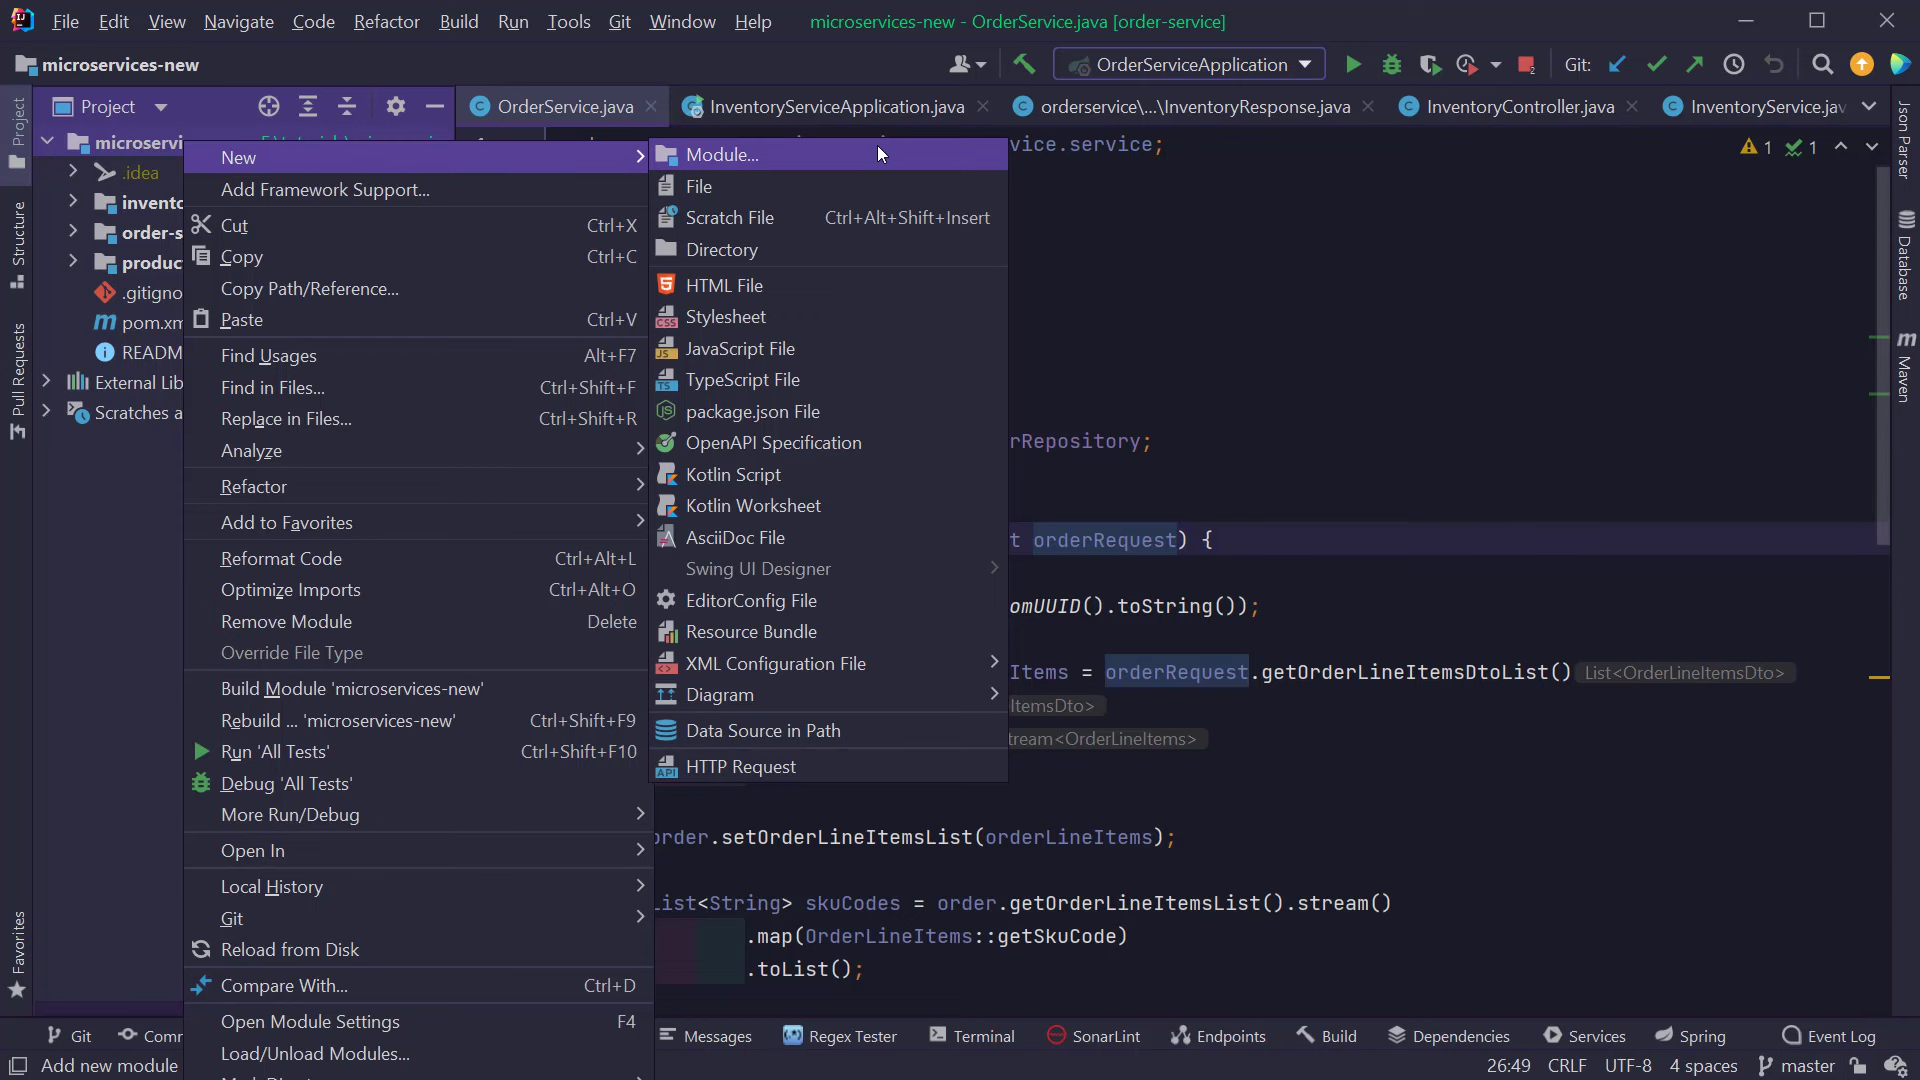 File Edit View Navigate Code Refactor Build Run Tools Git Window Help microservices-new - OrderService.java [order-service]
microservices-new OrderServiceApplication Git:
Project OrderService.java InventoryServiceApplication.java orderservice\...\InventoryResponse.java InventoryController.java InventoryService.jav
Project
Structure
Pull Requests
Favorites
microservi
.idea
invento
order-s
produc
.gitigno
pom.xm
READM
External Lib
Scratches a
New
Add Framework Support...
Cut Ctrl+X
Copy Ctrl+C
Copy Path/Reference...
Paste Ctrl+V
Find Usages Alt+F7
Find in Files... Ctrl+Shift+F
Replace in Files... Ctrl+Shift+R
Analyze
Refactor
Add to Favorites
Reformat Code Ctrl+Alt+L
Optimize Imports Ctrl+Alt+O
Remove Module Delete
Override File Type
Build Module 'microservices-new'
Rebuild ... 'microservices-new' Ctrl+Shift+F9
Run 'All Tests' Ctrl+Shift+F10
Debug 'All Tests'
More Run/Debug
Open In
Local History
Git
Reload from Disk
Compare With... Ctrl+D
Open Module Settings F4
Load/Unload Modules...
Module...
File
Scratch File Ctrl+Alt+Shift+Insert
Directory
HTML File
Stylesheet
JavaScript File
TypeScript File
package.json File
OpenAPI Specification
Kotlin Script
Kotlin Worksheet
AsciiDoc File
Swing UI Designer
EditorConfig File
Resource Bundle
XML Configuration File
Diagram
Data Source in Path
HTTP Request
vice.service;
1 1
rRepository;
t orderRequest) {
omUUID().toString());
Items = orderRequest.getOrderLineItemsDtoList() List<OrderLineItemsDto>
ItemsDto>
tream<OrderLineItems>
order.setOrderLineItemsList(orderLineItems);
List<String> skuCodes = order.getOrderLineItemsList().stream()
.map(OrderLineItems::getSkuCode)
.toList();
Json Parser
Database
Maven
Git Comm Messages Regex Tester Terminal SonarLint Endpoints Build Dependencies Services Spring Event Log
Add new module 26:49 CRLF UTF-8 4 spaces master